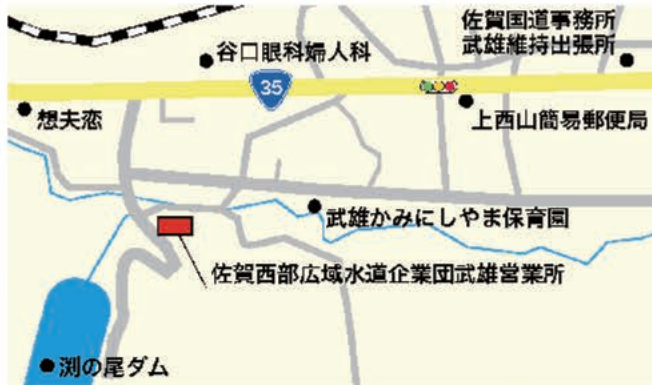 佐賀国道事務所
武雄維持出張所
谷口眼科婦人科
35
想夫恋
上西山簡易郵便局
武雄かみにしやま保育園
佐賀西部広域水道企業団武雄営業所
渕の尾ダム